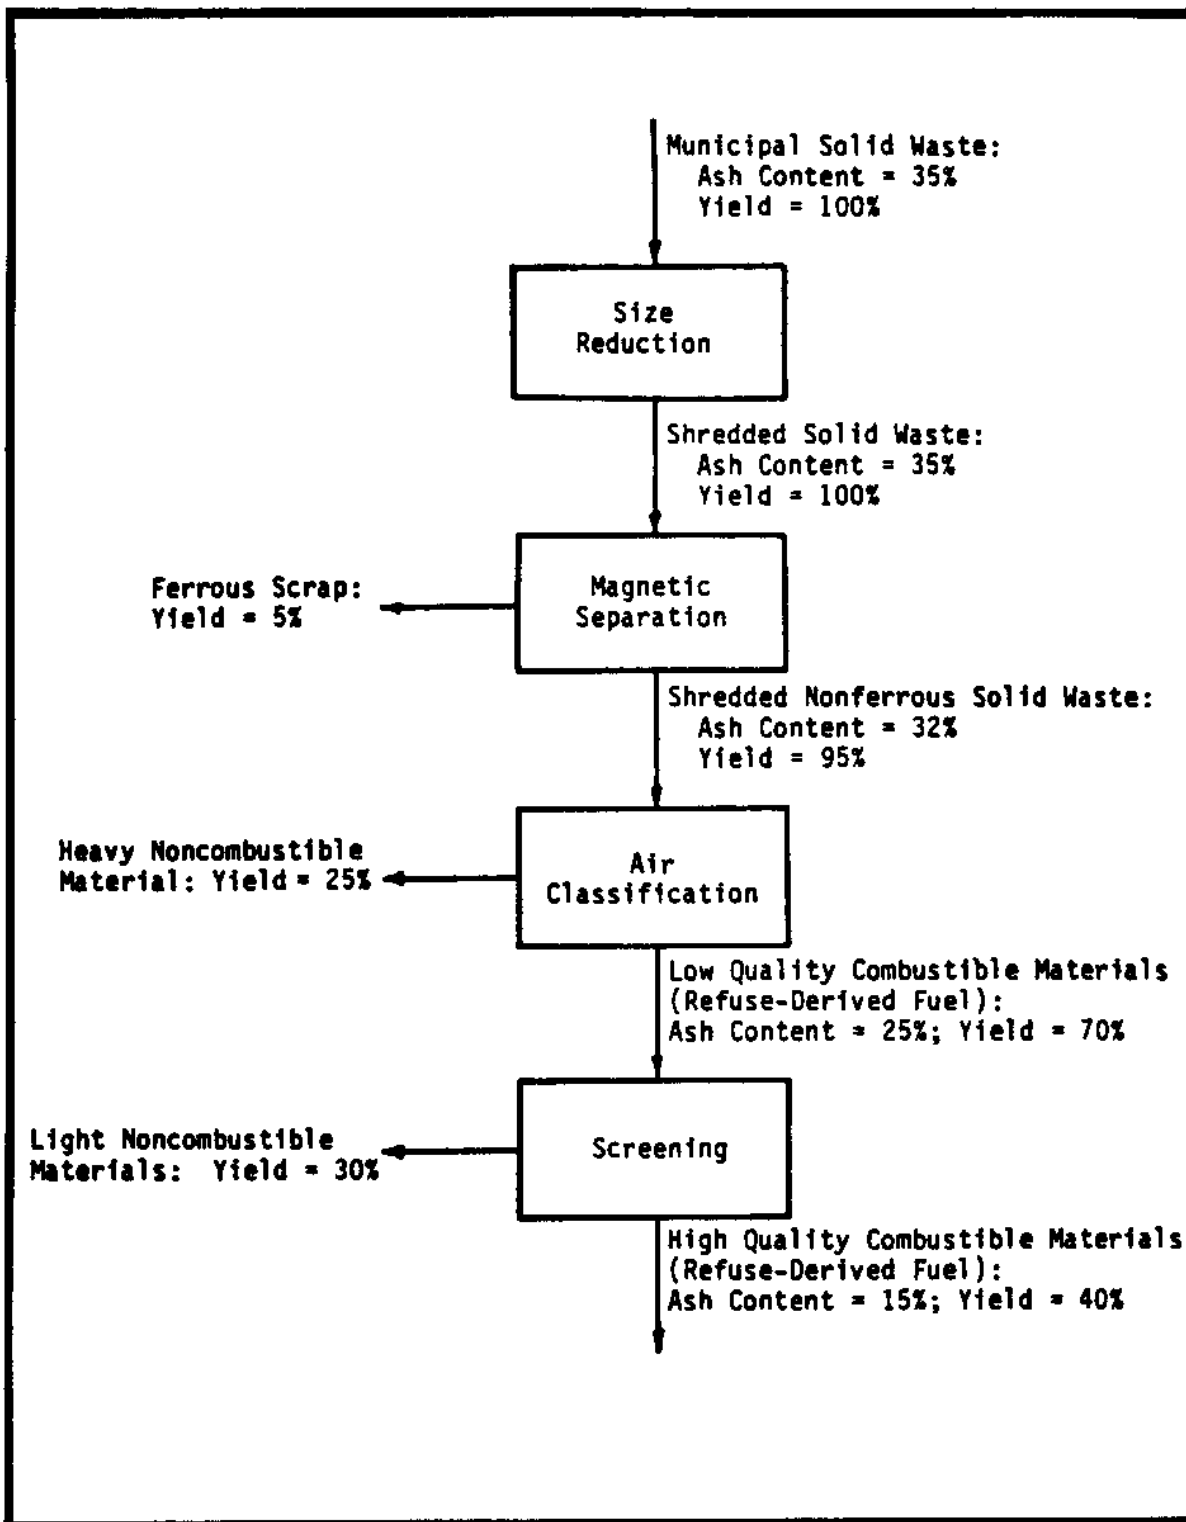 Municipal Solid Waste:
Ash Content = 35%
Yield = 100%
Size
Reduction
Shredded Solid Waste:
Ash Content = 35%
Yield = 100%
Ferrous Scrap:
Yield = 5%
Magnetic
Separation
Shredded Nonferrous Solid Waste:
Ash Content = 32%
Yield = 95%
Heavy Noncombustible
Material: Yield = 25%
Air
Classification
Low Quality Combustible Materials
(Refuse-Derived Fuel):
Ash Content = 25%; Yield = 70%
Light Noncombustible
Materials: Yield = 30%
Screening
High Quality Combustible Materials
(Refuse-Derived Fuel):
Ash Content = 15%; Yield = 40%